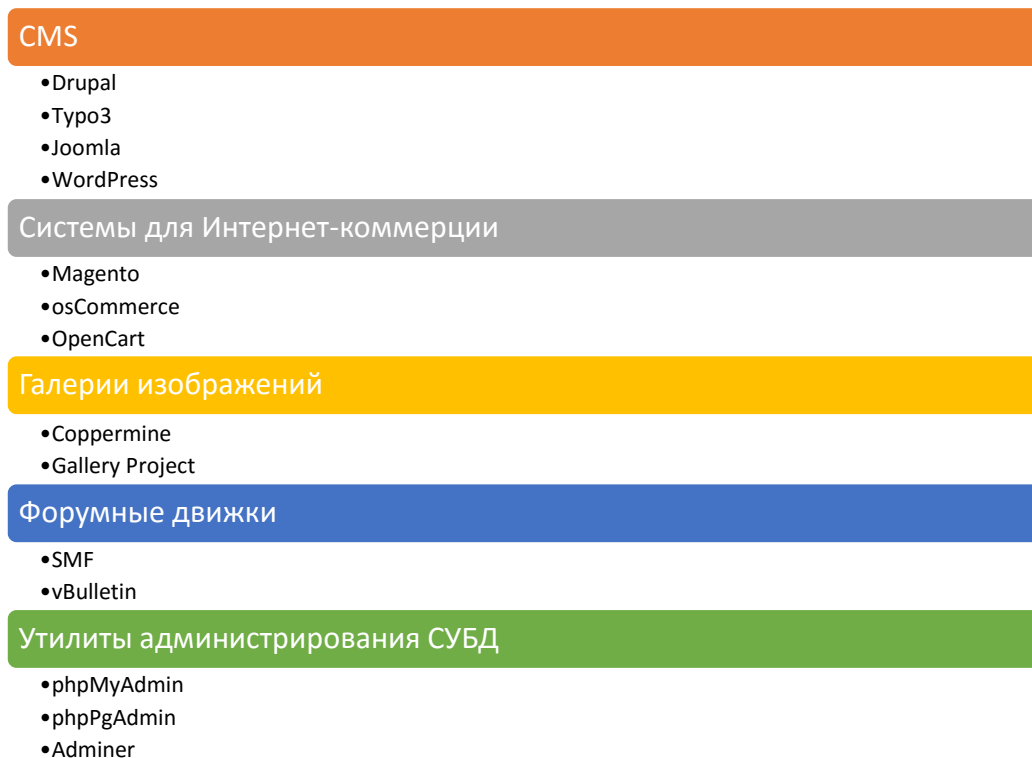 CMS
•Drupal
•Typo3
•Joomla
•WordPress
Системы для Интернет-коммерции
•Magento
•osCommerce
•OpenCart
Галерии изображений
•Coppermine
•Gallery Project
Форумные движки
•SMF
•vBulletin
Утилиты администрирования СУБД
•phpMyAdmin
•phpPgAdmin
•Adminer